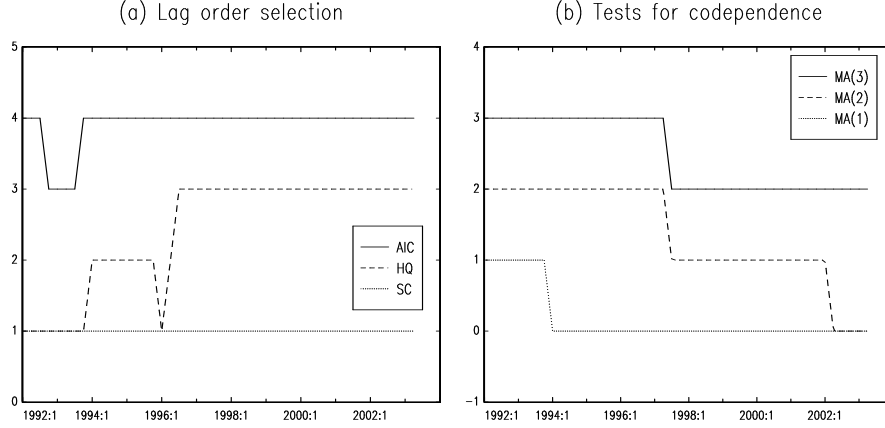 (a) Lag order selection
5
4
3
2
1
0
AIC
HQ
SC
1992:1 1994:1 1996:1 1998:1 2000:1 2002:1
(b) Tests for codependence
4
3
2
1
0
−1
MA(3)
MA(2)
MA(1)
1992:1 1994:1 1996:1 1998:1 2000:1 2002:1